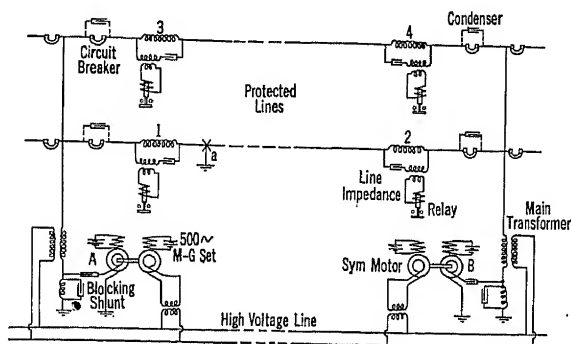 3
4
Condenser
Circuit
Breaker
Protected
Lines
1
2
a
Line
Impedance
Relay
Main
Transformer
500~
M-G Set
A
Sym Motor
B
Blocking
Shunt
High Voltage Line